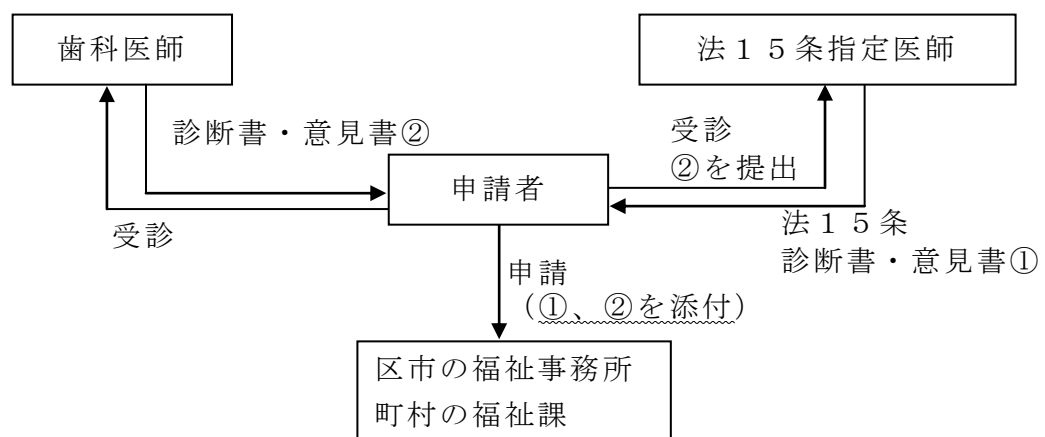 歯科医師
法１５条指定医師
診断書・意見書②
受診
②を提出
申請者
受診
法１５条
診断書・意見書①
申請
（①、②を添付）
区市の福祉事務所
町村の福祉課